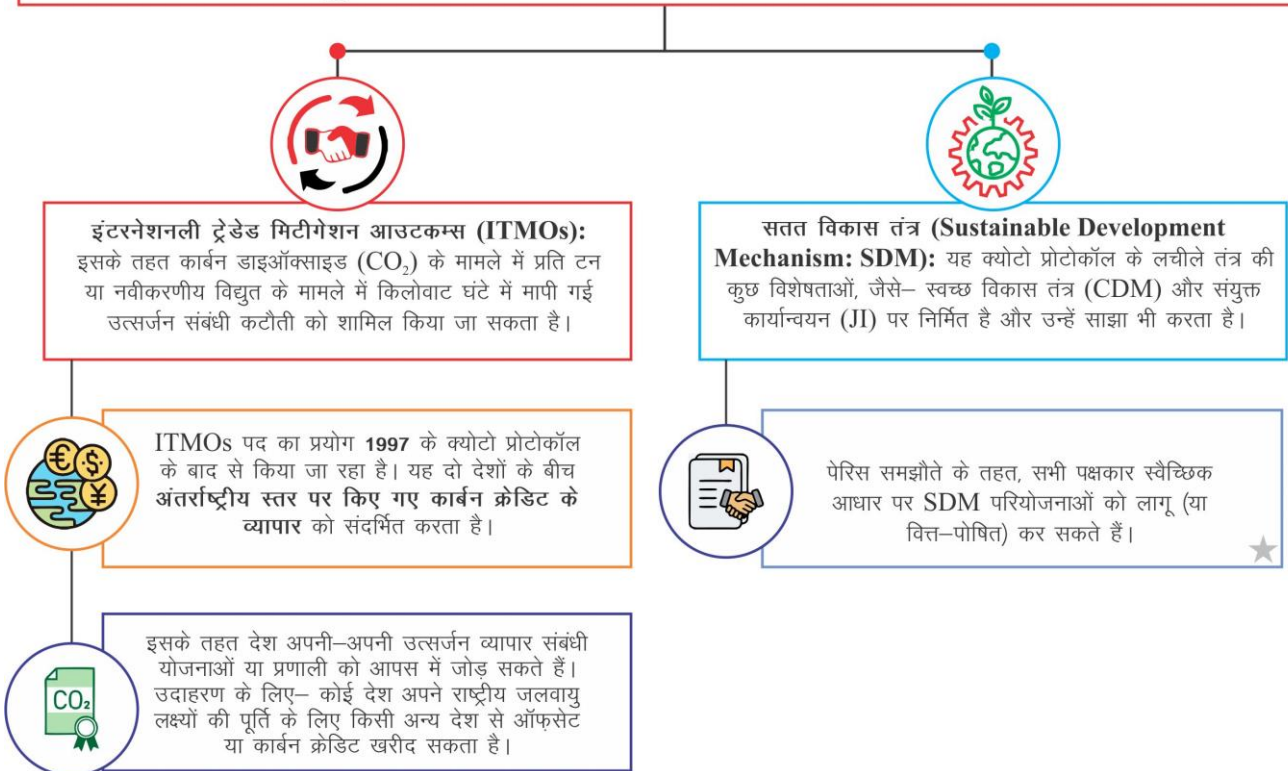 इंटरनेशनली ट्रेडेड मिटीगेशन आउटकम्स (ITMOs):
इसके तहत कार्बन डाइऑक्साइड (CO₂) के मामले में प्रति टन
या नवीकरणीय विद्युत के मामले में किलोवाट घंटे में मापी गई
उत्सर्जन संबंधी कटौती को शामिल किया जा सकता है।
ITMOs पद का प्रयोग 1997 के क्योटो प्रोटोकॉल
के बाद से किया जा रहा है। यह दो देशों के बीच
अंतर्राष्ट्रीय स्तर पर किए गए कार्बन क्रेडिट के
व्यापार को संदर्भित करता है।
CO₂
इसके तहत देश अपनी–अपनी उत्सर्जन व्यापार संबंधी
योजनाओं या प्रणाली को आपस में जोड़ सकते हैं।
उदाहरण के लिए– कोई देश अपने राष्ट्रीय जलवायु
लक्ष्यों की पूर्ति के लिए किसी अन्य देश से ऑफ़सेट
या कार्बन क्रेडिट खरीद सकता है।
सतत विकास तंत्र (Sustainable Development
Mechanism: SDM): यह क्योटो प्रोटोकॉल के लचीले तंत्र की
कुछ विशेषताओं, जैसे– स्वच्छ विकास तंत्र (CDM) और संयुक्त
कार्यान्वयन (JI) पर निर्मित है और उन्हें साझा भी करता है।
पेरिस समझौते के तहत, सभी पक्षकार स्वैच्छिक
आधार पर SDM परियोजनाओं को लागू (या
वित्त–पोषित) कर सकते हैं।